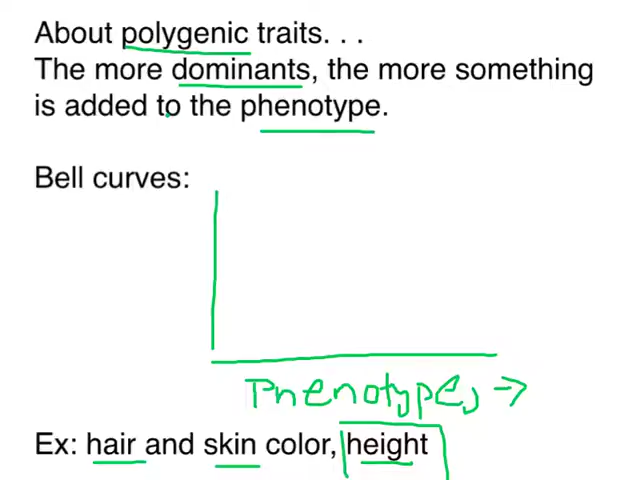 About polygenic traits. . .
The more dominants, the more something
is added to the phenotype.
Bell curves:
Phenotypes →
Ex: hair and skin color, height